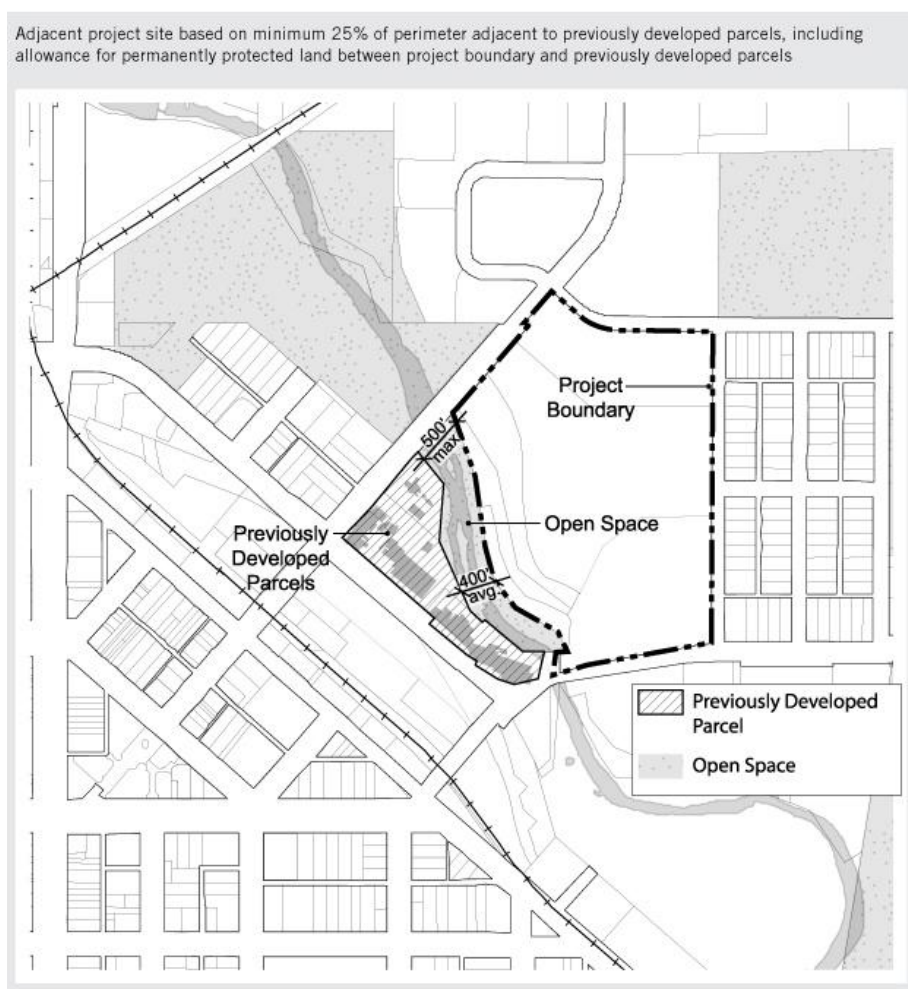 Adjacent project site based on minimum 25% of perimeter adjacent to previously developed parcels, including
allowance for permanently protected land between project boundary and previously developed parcels
Project
Boundary
500'
max.
Open Space
Previously
Developed
Parcels
400'
avg.
Previously Developed
Parcel
Open Space